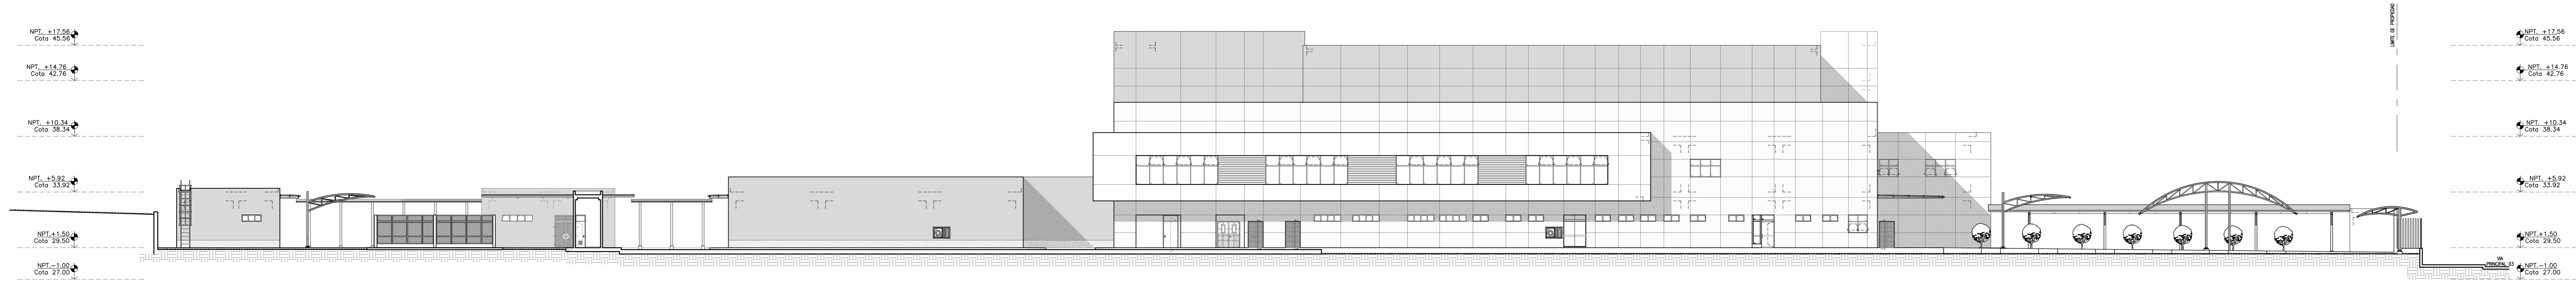 NPT. +17.56
Cota 45.56
NPT. +14.76
Cota 42.76
NPT. +10.34
Cota 38.34
NPT. +5.92
Cota 33.92
NPT.+1.50
Cota 29.50
NPT.-1.00
Cota 27.00
LIMITE DE PROPIEDAD
VIA
PRINCIPAL 03
NPT. +17.56
Cota 45.56
NPT. +14.76
Cota 42.76
NPT. +10.34
Cota 38.34
NPT. +5.92
Cota 33.92
NPT.+1.50
Cota 29.50
NPT.-1.00
Cota 27.00